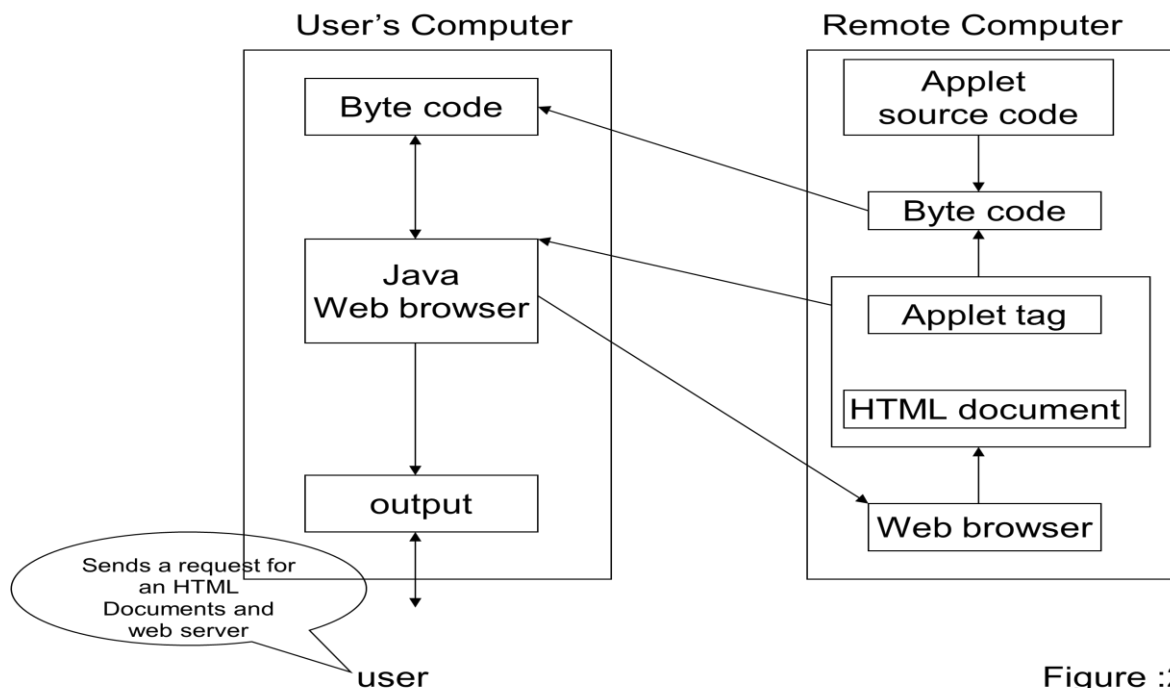 User's Computer
Remote Computer
Byte code
Java
Web browser
output
Sends a request for
an HTML
Documents and
web server
user
Applet
source code
Byte code
Applet tag
HTML document
Web browser
Figure :